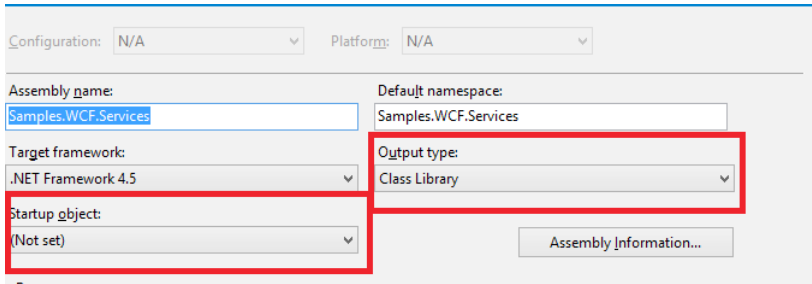 Configuration: N/A Platform: N/A
Assembly name: Default namespace:
Samples.WCF.Services Samples.WCF.Services
Target framework: Output type:
.NET Framework 4.5 Class Library
Startup object:
(Not set) Assembly Information...